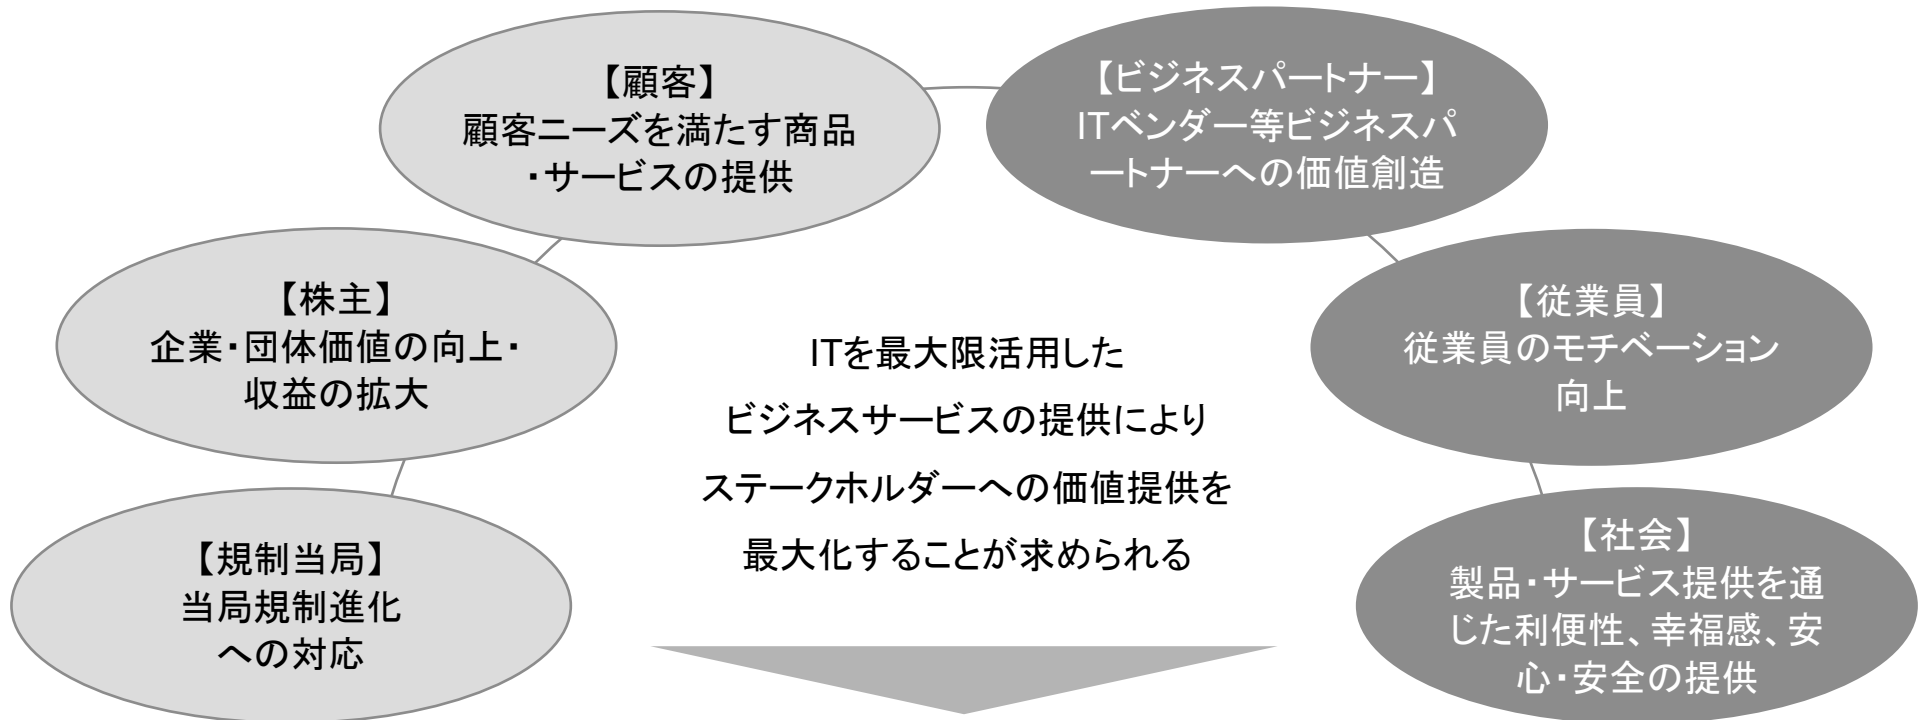 【顧客】
顧客ニーズを満たす商品
・サービスの提供
【ビジネスパートナー】
ITベンダー等ビジネスパ
ートナーへの価値創造
【株主】
企業・団体価値の向上・
収益の拡大
【従業員】
従業員のモチベーション
向上
ITを最大限活用した
ビジネスサービスの提供により
ステークホルダーへの価値提供を
最大化することが求められる
【規制当局】
当局規制進化
への対応
【社会】
製品・サービス提供を通
じた利便性、幸福感、安
心・安全の提供